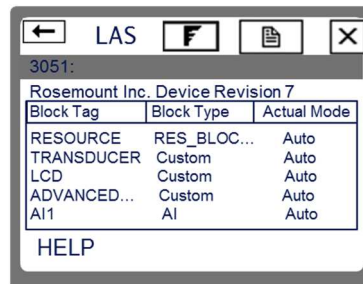 LAS
3051:
Rosemount Inc. Device Revision 7
Block Tag Block Type Actual Mode
RESOURCE RES_BLOC... Auto
TRANSDUCER Custom Auto
LCD Custom Auto
ADVANCED... Custom Auto
AI1 AI Auto
HELP